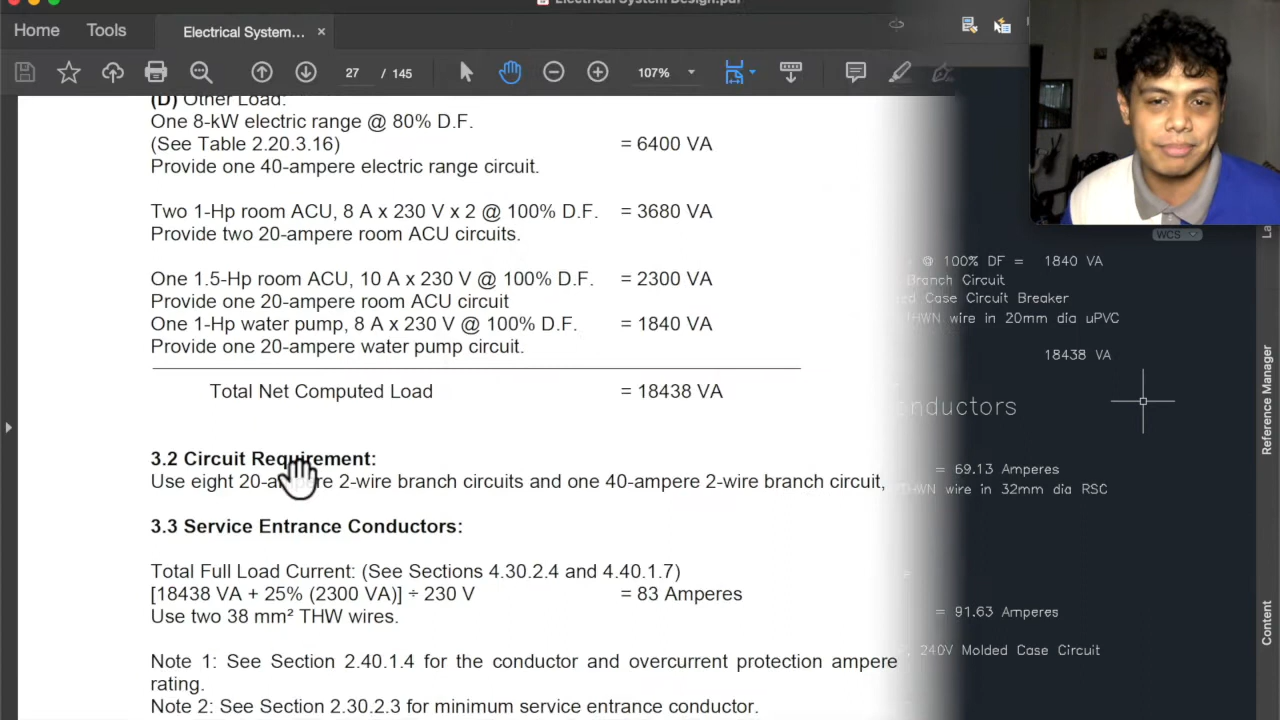 Electrical System Design.pdf
Home
Tools
Electrical System...
×
27
/ 145
107%
(D) Other Load:
One 8-kW electric range @ 80% D.F.
(See Table 2.20.3.16) = 6400 VA
Provide one 40-ampere electric range circuit.
Two 1-Hp room ACU, 8 A x 230 V x 2 @ 100% D.F. = 3680 VA
Provide two 20-ampere room ACU circuits.
One 1.5-Hp room ACU, 10 A x 230 V @ 100% D.F. = 2300 VA
Provide one 20-ampere room ACU circuit
One 1-Hp water pump, 8 A x 230 V @ 100% D.F. = 1840 VA
Provide one 20-ampere water pump circuit.
Total Net Computed Load = 18438 VA
3.2 Circuit Requirement:
Use eight 20-ampere 2-wire branch circuits and one 40-ampere 2-wire branch circuit,
3.3 Service Entrance Conductors:
Total Full Load Current: (See Sections 4.30.2.4 and 4.40.1.7)
[18438 VA + 25% (2300 VA)] ÷ 230 V = 83 Amperes
Use two 38 mm² THW wires.
Note 1: See Section 2.40.1.4 for the conductor and overcurrent protection ampere
rating.
Note 2: See Section 2.30.2.3 for minimum service entrance conductor.
WCS
@ 100% DF = 1840 VA
Branch Circuit
Case Circuit Breaker
wire in 20mm dia uPVC
18438 VA
= 69.13 Amperes
wire in 32mm dia RSC
=
= 91.63 Amperes
240V Molded Case Circuit
Reference Manager
Content